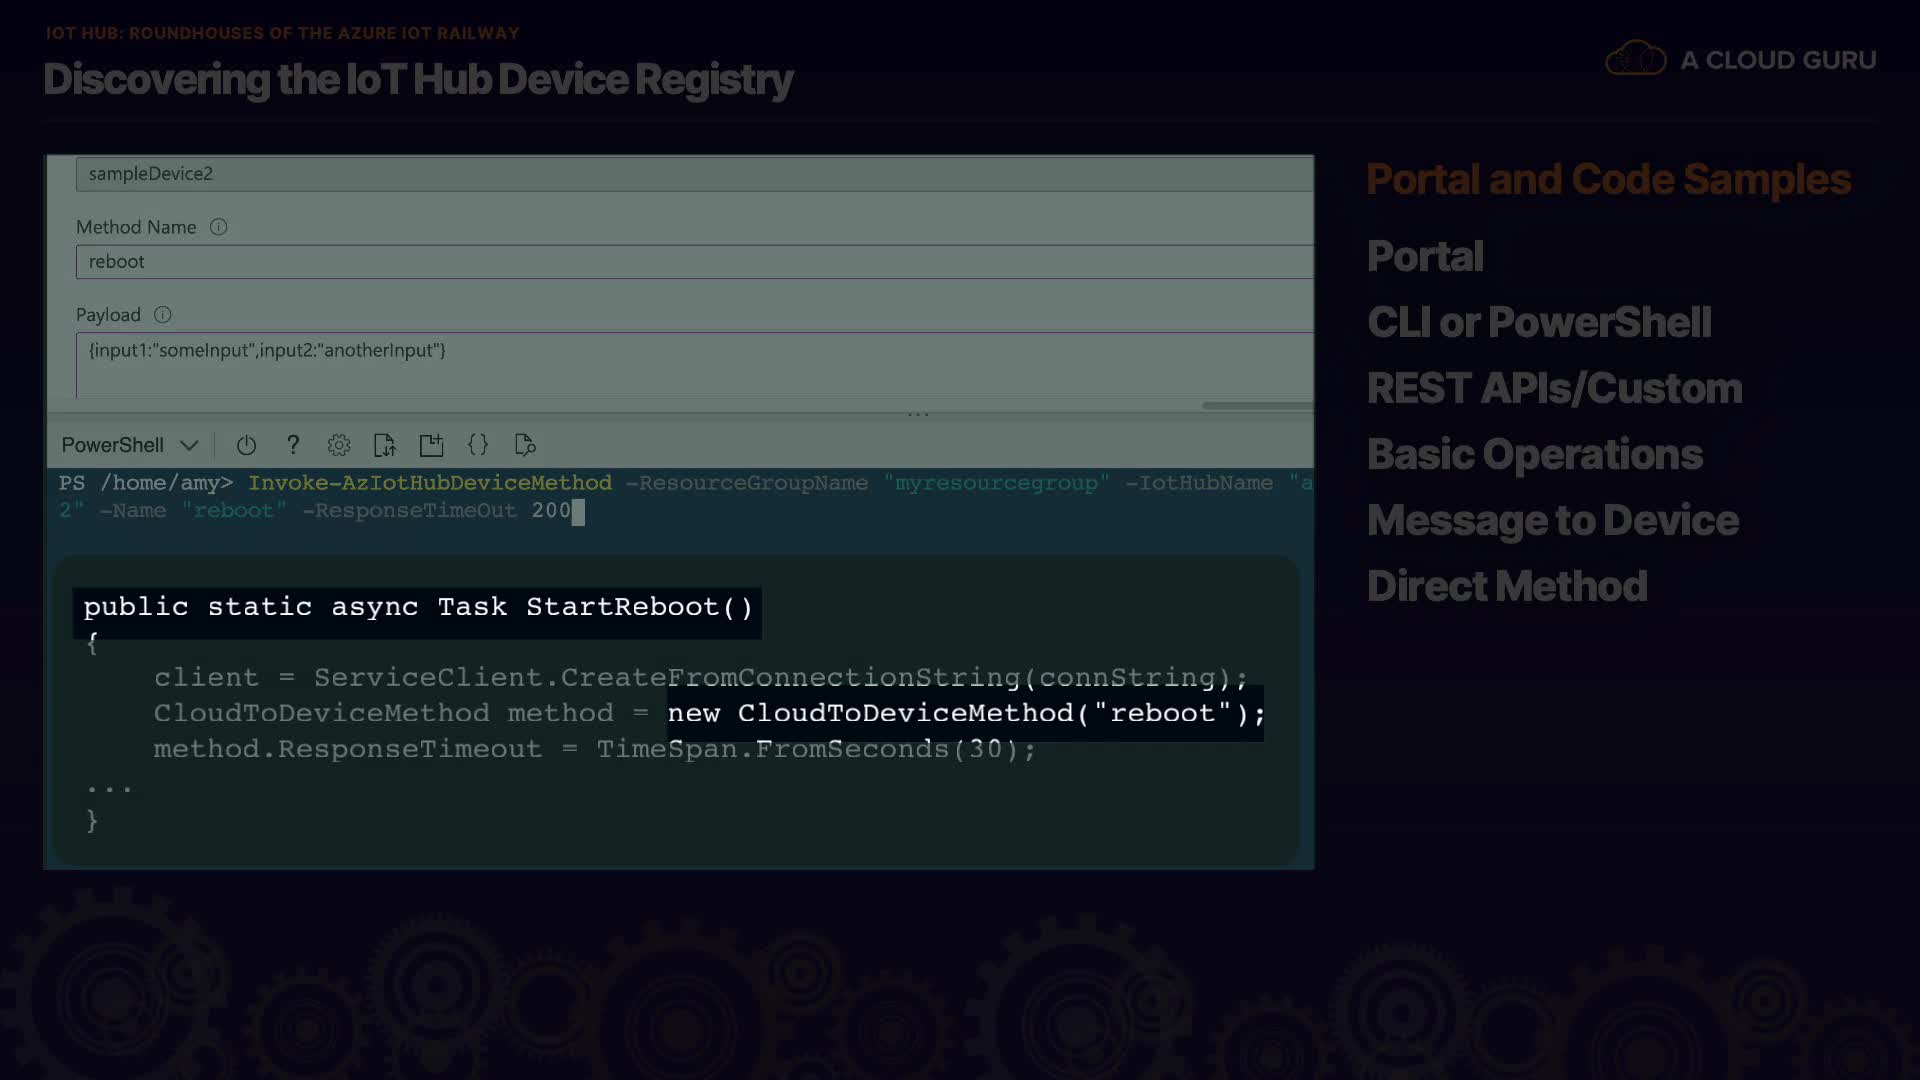 IOT HUB: ROUNDHOUSES OF THE AZURE IOT RAILWAY
Discovering the IoT Hub Device Registry
A CLOUD GURU
sampleDevice2
Method Name
reboot
Payload
{input1:"someInput",input2:"anotherInput"}
PowerShell
PS /home/amy> Invoke-AzIotHubDeviceMethod -ResourceGroupName "myresourcegroup" -IotHubName "a
2" -Name "reboot" -ResponseTimeOut 200
public static async Task StartReboot()
{
client = ServiceClient.CreateFromConnectionString(connString);
CloudToDeviceMethod method = new CloudToDeviceMethod("reboot");
method.ResponseTimeout = TimeSpan.FromSeconds(30);
...
}
Portal and Code Samples
Portal
CLI or PowerShell
REST APIs/Custom
Basic Operations
Message to Device
Direct Method